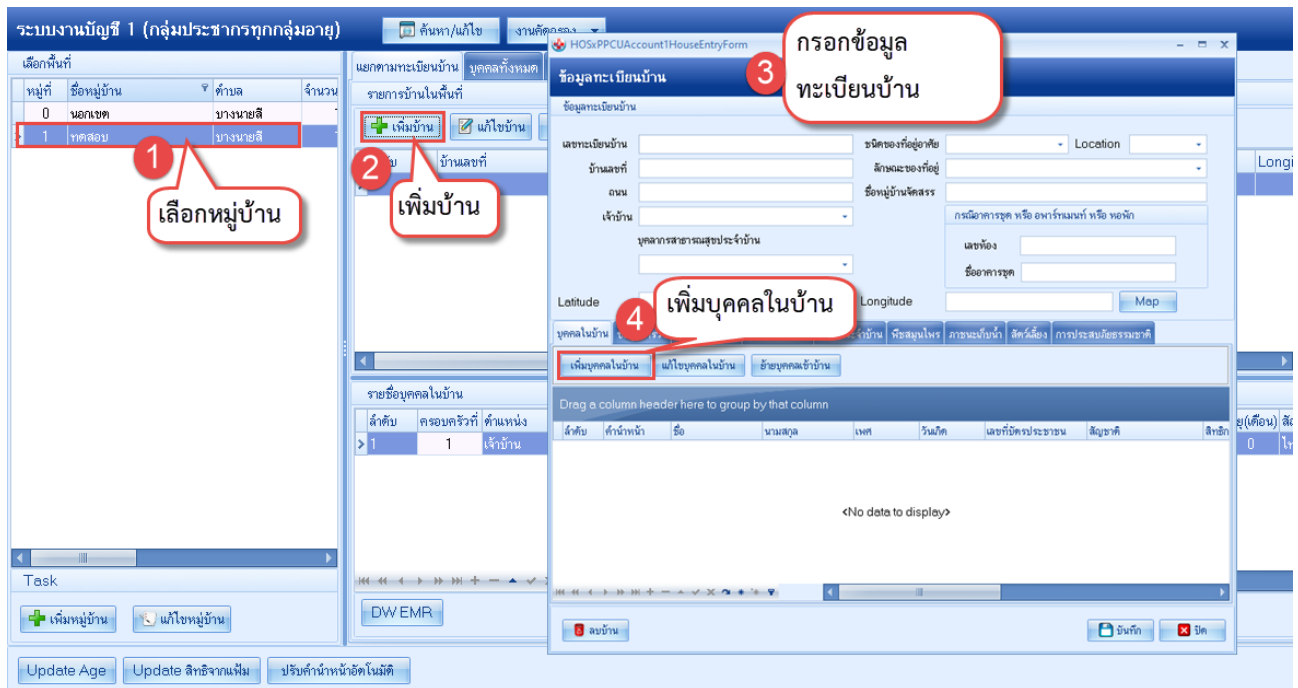 ระบบงานบัญชี 1 (กลุ่มประชากรทุกกลุ่มอายุ)
ค้นหา/แก้ไข
เลือกพื้นที่
หมู่ที่ ชื่อหมู่บ้าน ตำบล จำนวน
0 นอกเขต บางนายสี
1 ทดสอบ บางนายสี
1
เลือกหมู่บ้าน
Task
เพิ่มหมู่บ้าน แก้ไขหมู่บ้าน
Update Age Update สิทธิจากแฟ้ม ปรับคำนำหน้าอัตโนมัติ
แยกตามทะเบียนบ้าน บุคคลทั้งหมด
รายการบ้านในพื้นที่
เพิ่มบ้าน แก้ไขบ้าน
บ้านเลขที่ Longi
2
เพิ่มบ้าน
รายชื่อบุคคลในบ้าน
ลำดับ ครอบครัวที่ ตำแหน่ง
1 1 เจ้าบ้าน
ยุ(เดือน)
0
DW EMR
HOSxPPCUAccount1HouseEntryForm
3
กรอกข้อมูล
ทะเบียนบ้าน
ข้อมูลทะเบียนบ้าน
ข้อมูลทะเบียนบ้าน
เลขทะเบียนบ้าน ชนิดของที่อยู่อาศัย Location
บ้านเลขที่ ลักษณะของที่อยู่
ถนน ชื่อหมู่บ้านจัดสรร
เจ้าบ้าน กรณีอาคารชุด หรือ อพาร์ทเมนท์ หรือ หอพัก
บุคลากรสาธารณสุขประจำบ้าน เลขห้อง
ชื่ออาคารชุด
Latitude Longitude Map
4
เพิ่มบุคคลในบ้าน
บุคคลในบ้าน พืชสมุนไพร ภาชนะเก็บน้ำ สัตว์เลี้ยง การประสบภัยธรรมชาติ
เพิ่มบุคคลในบ้าน แก้ไขบุคคลในบ้าน ย้ายบุคคลเข้าบ้าน
Drag a column header here to group by that column
ลำดับ คำนำหน้า ชื่อ นามสกุล เพศ วันเกิด เลขที่บัตรประชาชน สัญชาติ
<No data to display>
ลบบ้าน บันทึก ปิด